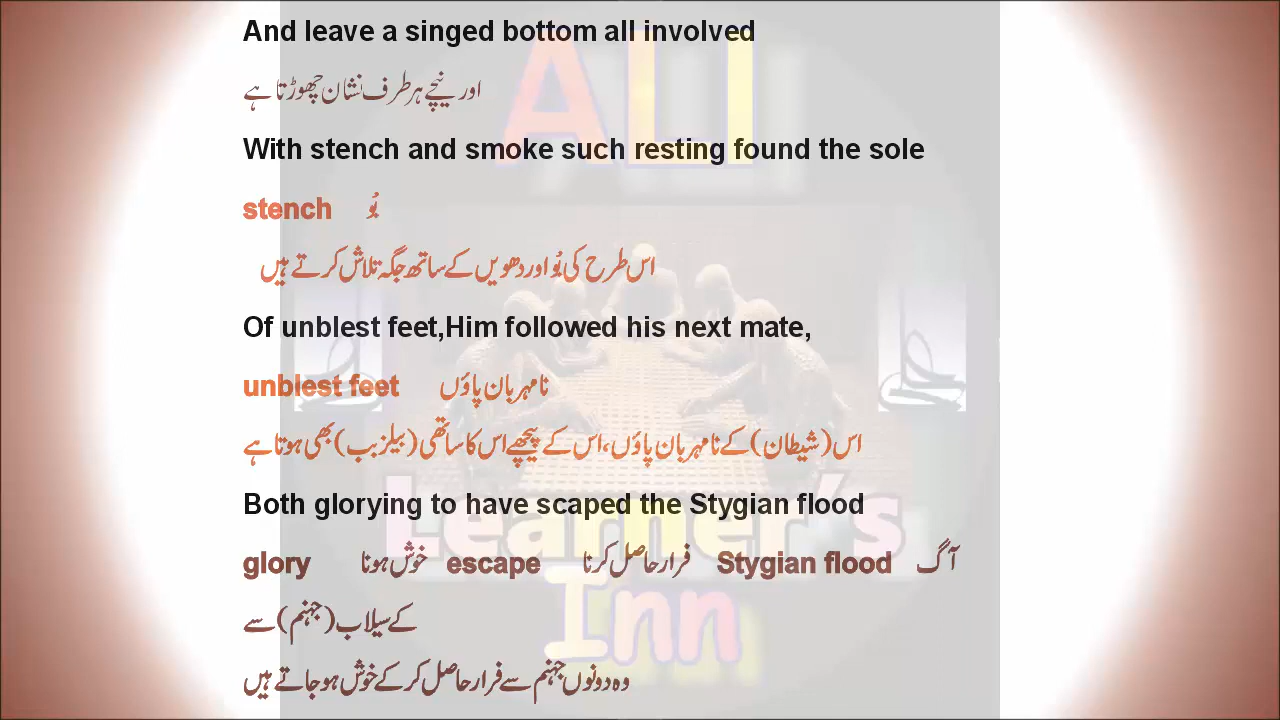 And leave a singed bottom all involved
اور نیچے ہر طرف نشان چھوڑتا ہے
With stench and smoke such resting found the sole
stench بُو
اس طرح کی بُو اور دھویں کے ساتھ جگہ تلاش کرتے ہیں
Of unblest feet,Him followed his next mate,
unblest feet نامہربان پاؤں
اس (شیطان) کے نامہربان پاؤں، اس کے پیچھے اس کا ساتھی (بیلزبب) بھی ہوتا ہے
Both glorying to have scaped the Stygian flood
glory خوش ہونا escape فرار حاصل کرنا Stygian flood آگ
کے سیلاب (جہنم) سے
وہ دونوں جہنم سے فرار حاصل کر کے خوش ہو جاتے ہیں
ALI
Learner's
Inn